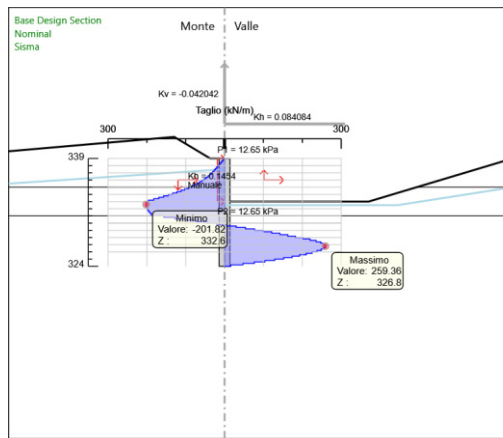 Base Design Section
Nominal
Sisma
Monte Valle
Kv = -0.042042
Taglio (kN/m)
Kh = 0.084084
300 300
P1 = 12.65 kPa
339
Kh = 0.1454
Manuale
P2 = 12.65 kPa
Minimo
Valore: -201.82
Z : 332.6
324
Massimo
Valore: 259.36
Z : 326.8